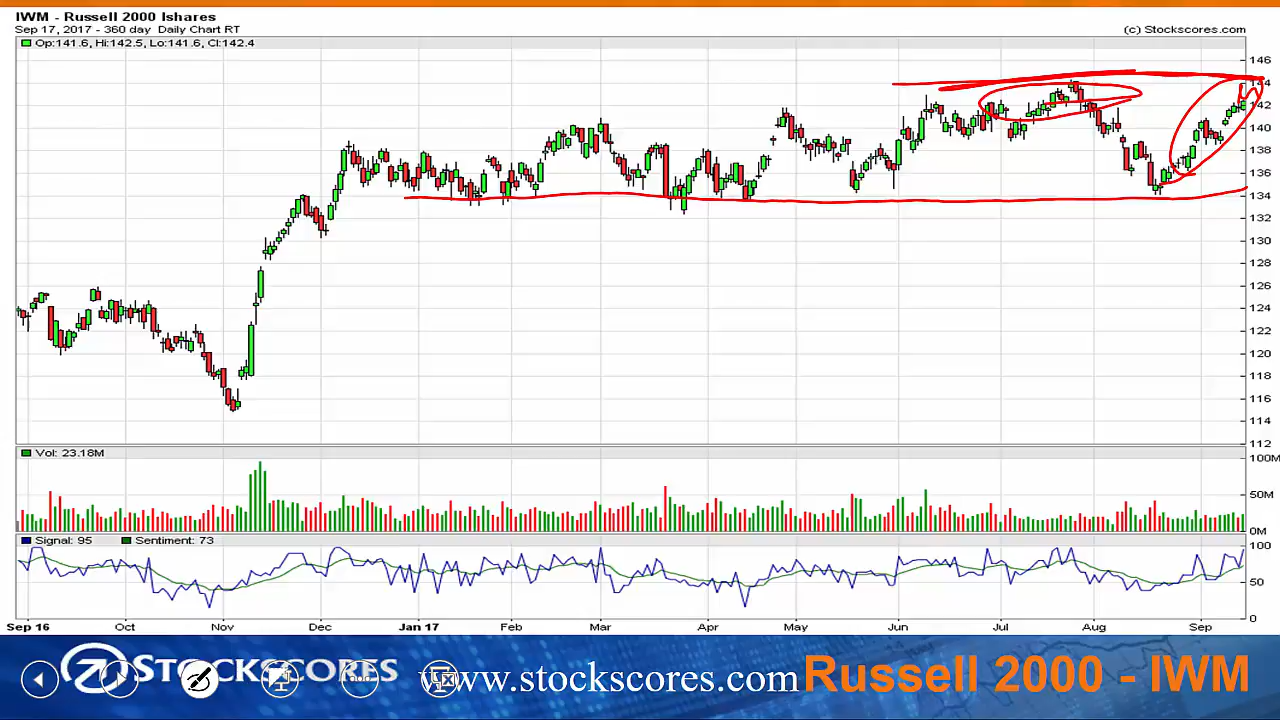 IWM - Russell 2000 Ishares
Sep 17, 2017 - 360 day Daily Chart RT
(c) Stockscores.com
Op:141.6, Hi:142.5, Lo:141.6, Cl:142.4
146
144
142
140
138
136
134
132
130
128
126
124
122
120
118
116
114
112
Vol: 23.18M
100M
50M
0M
Signal: 95 Sentiment: 73
100
50
0
Sep 16 Oct Nov Dec Jan 17 Feb Mar Apr May Jun Jul Aug Sep
STOCKSCORES
www.stockscores.com
Russell 2000 - IWM